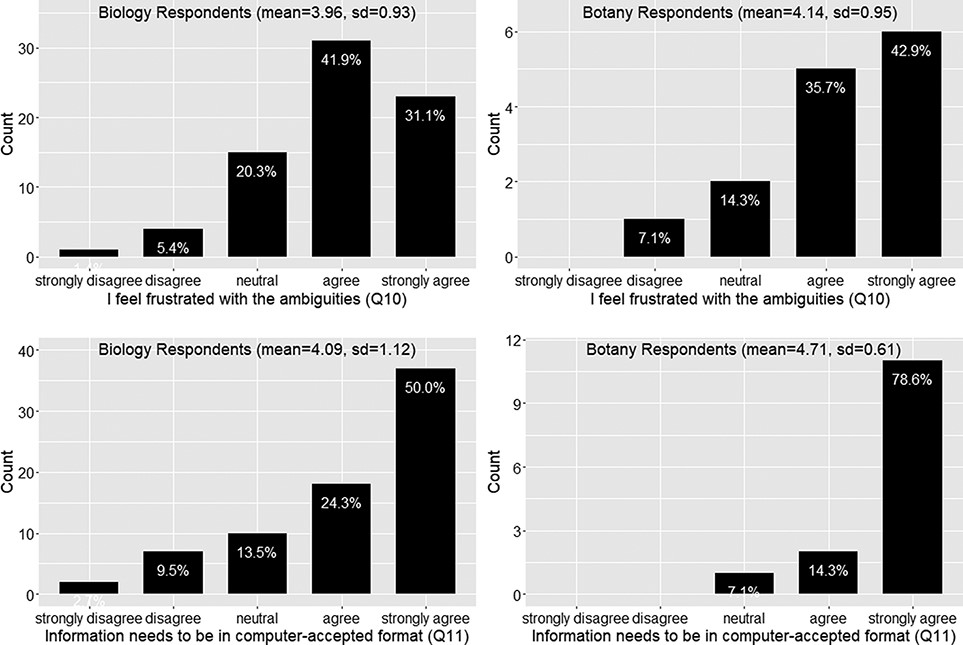 Biology Respondents (mean=3.96, sd=0.93)
Count
30
20
10
0
41.9%
31.1%
20.3%
5.4%
strongly disagree disagree neutral agree strongly agree
I feel frustrated with the ambiguities (Q10)
Botany Respondents (mean=4.14, sd=0.95)
Count
6
4
2
0
42.9%
35.7%
14.3%
7.1%
strongly disagree disagree neutral agree strongly agree
I feel frustrated with the ambiguities (Q10)
Biology Respondents (mean=4.09, sd=1.12)
Count
40
30
20
10
0
50.0%
24.3%
13.5%
9.5%
2.7%
strongly disagree disagree neutral agree strongly agree
Information needs to be in computer-accepted format (Q11)
Botany Respondents (mean=4.71, sd=0.61)
Count
12
9
6
3
0
78.6%
14.3%
7.1%
strongly disagree disagree neutral agree strongly agree
Information needs to be in computer-accepted format (Q11)